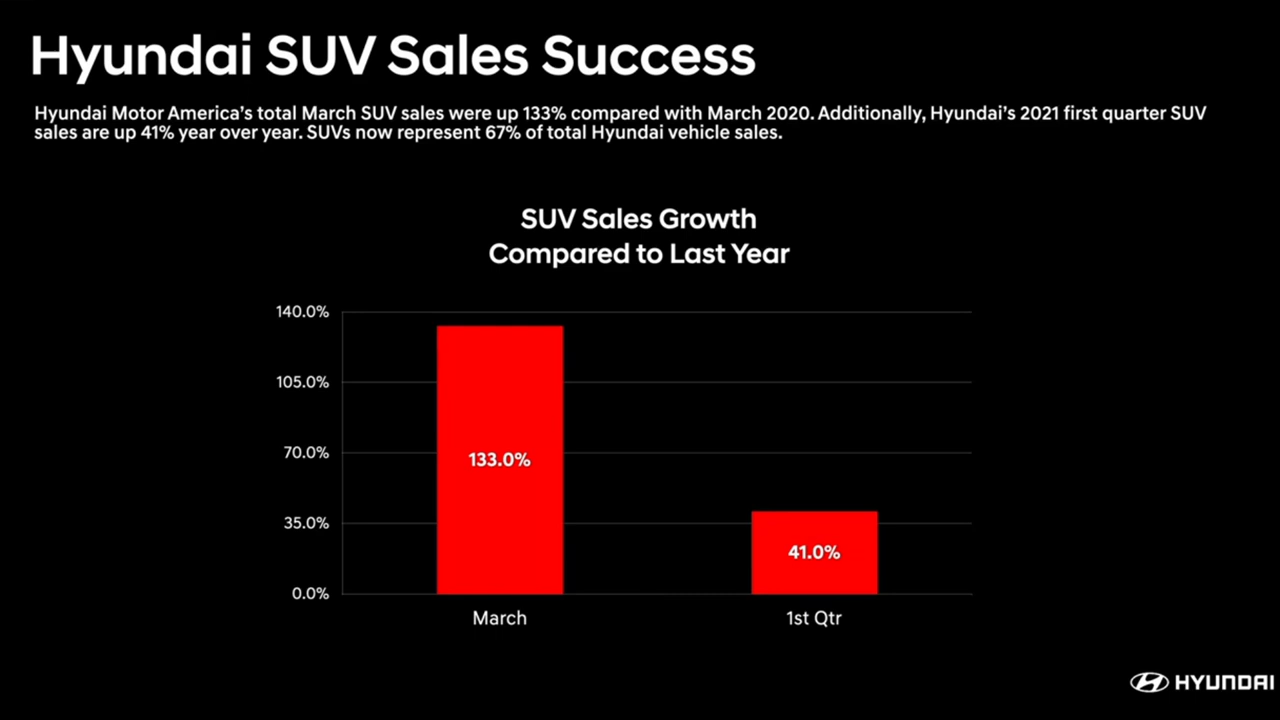 Hyundai SUV Sales Success
Hyundai Motor America's total March SUV sales were up 133% compared with March 2020. Additionally, Hyundai's 2021 first quarter SUV
sales are up 41% year over year. SUVs now represent 67% of total Hyundai vehicle sales.
SUV Sales Growth
Compared to Last Year
140.0%
105.0%
70.0%
35.0%
0.0%
133.0%
41.0%
March
1st Qtr
HYUNDAI